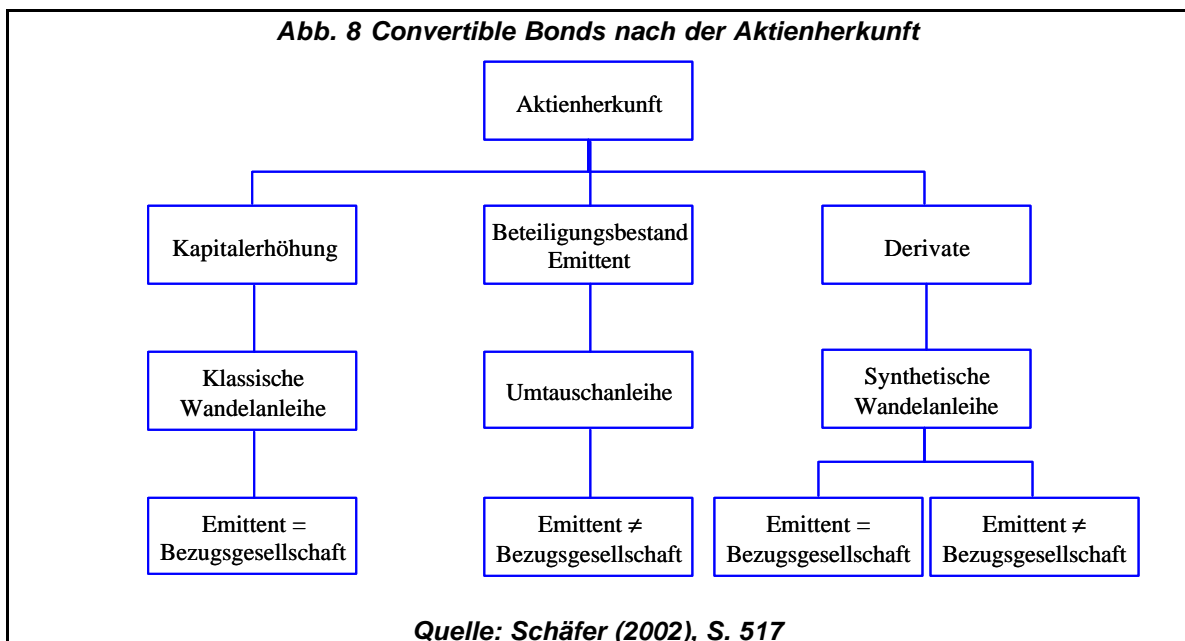 Abb. 8 Convertible Bonds nach der Aktienherkunft
Aktienherkunft
Kapitalerhöhung
Beteiligungsbestand
Emittent
Derivate
Klassische
Wandelanleihe
Umtauschanleihe
Synthetische
Wandelanleihe
Emittent =
Bezugsgesellschaft
Emittent ≠
Bezugsgesellschaft
Emittent =
Bezugsgesellschaft
Emittent ≠
Bezugsgesellschaft
Quelle: Schäfer (2002), S. 517